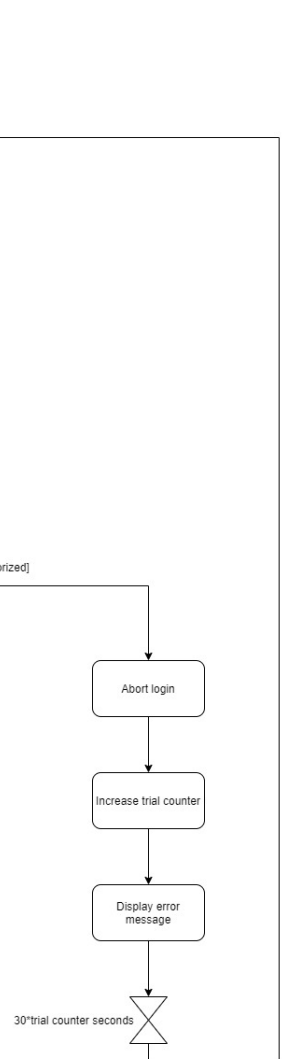 orized]
Abort login
Increase trial counter
Display error
message
30*trial counter seconds